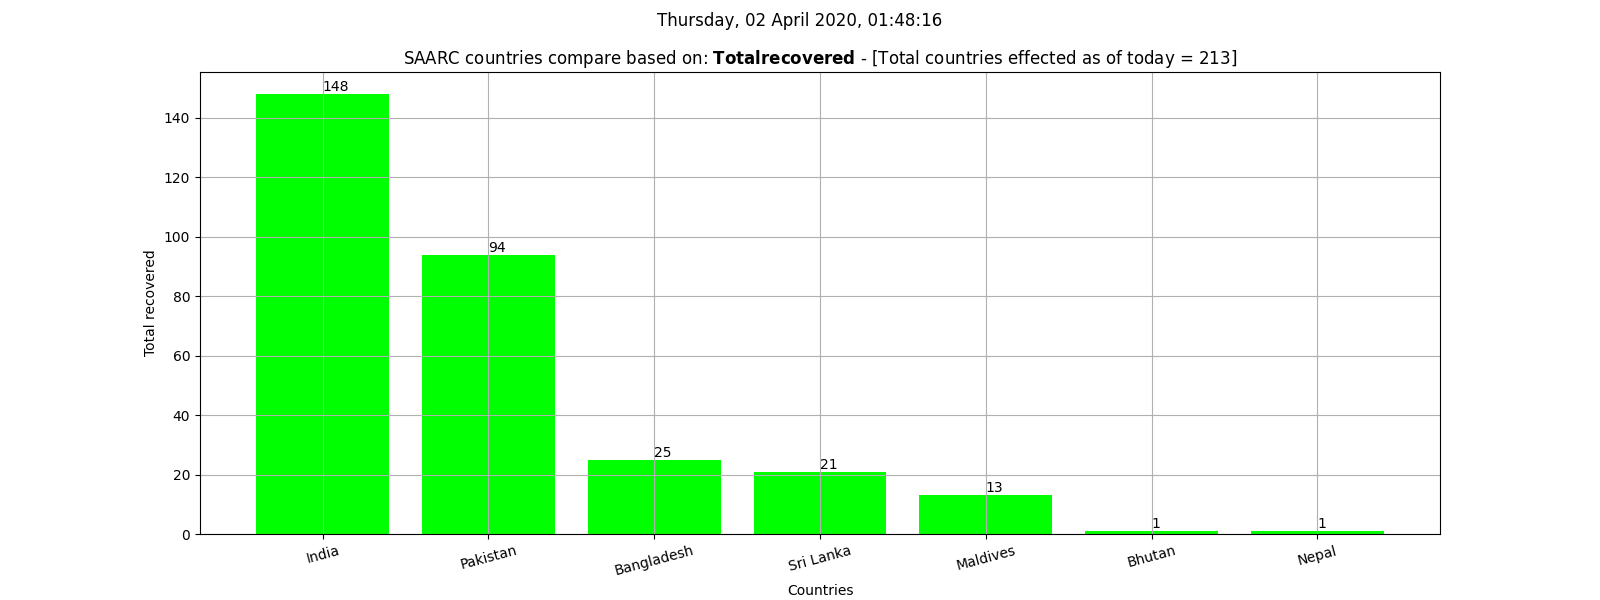 Thursday, 02 April 2020, 01:48:16
SAARC countries compare based on: Totalrecovered - [Total countries effected as of today = 213]
Total recovered
140
120
100
80
60
40
20
0
148
94
25
21
13
1
1
India
Pakistan
Bangladesh
Sri Lanka
Maldives
Bhutan
Nepal
Countries